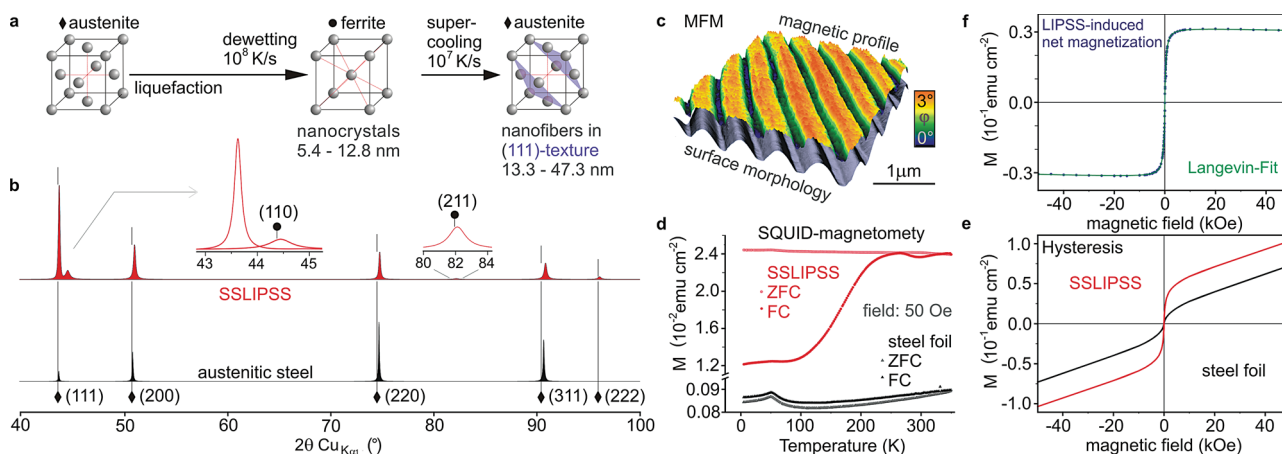 a
♦austenite
dewetting
10⁸ K/s
liquefaction
●ferrite
nanocrystals
5.4 - 12.8 nm
super-
cooling
10⁷ K/s
♦austenite
nanofibers in
(111)-texture
13.3 - 47.3 nm
b
(110)
43 44 45
(211)
80 82 84
SSLIPSS
austenitic steel
(111)
(200)
(220)
(311)
(222)
40 50 60 70 80 90 100
2θ CuKα1 (°)
c MFM
magnetic profile
surface morphology
3°
φ
0°
1μm
d SQUID-magnetometry
2.4
1.8
1.2
0.09
0.08
M (10⁻² emu cm⁻²)
SSLIPSS
ZFC
FC
field: 50 Oe
steel foil
ZFC
FC
0 100 200 300
Temperature (K)
f
LIPSS-induced
net magnetization
0.3
0.0
-0.3
M (10⁻¹ emu cm⁻²)
Langevin-Fit
-40 -20 0 20 40
magnetic field (kOe)
e
Hysteresis
SSLIPSS
steel foil
1.0
0.5
0.0
-0.5
-1.0
M (10⁻¹ emu cm⁻²)
-40 -20 0 20 40
magnetic field (kOe)